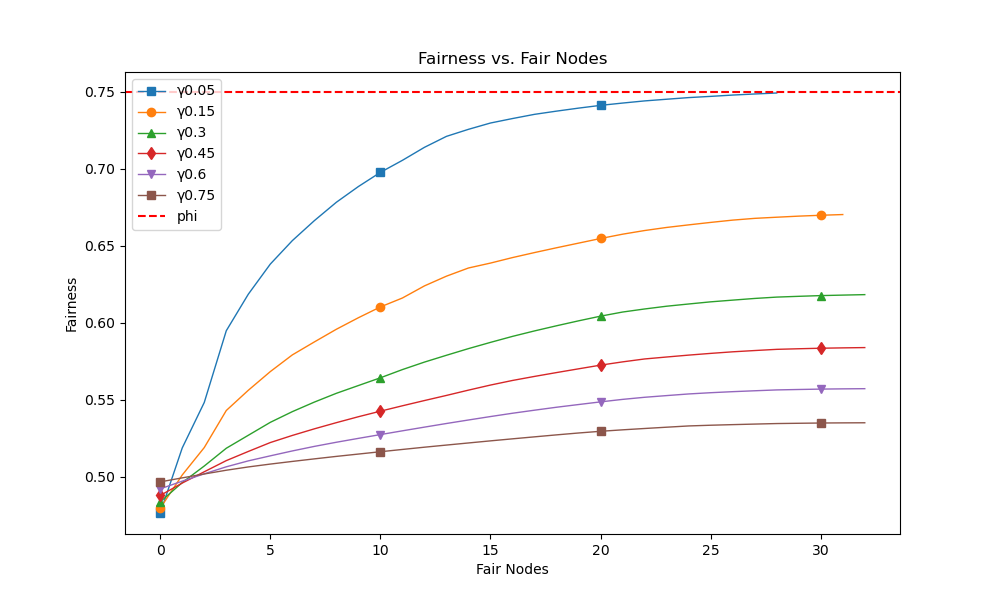 Fairness vs. Fair Nodes
γ0.05
γ0.15
γ0.3
γ0.45
γ0.6
γ0.75
phi
Fairness
0.75
0.70
0.65
0.60
0.55
0.50
0 5 10 15 20 25 30
Fair Nodes